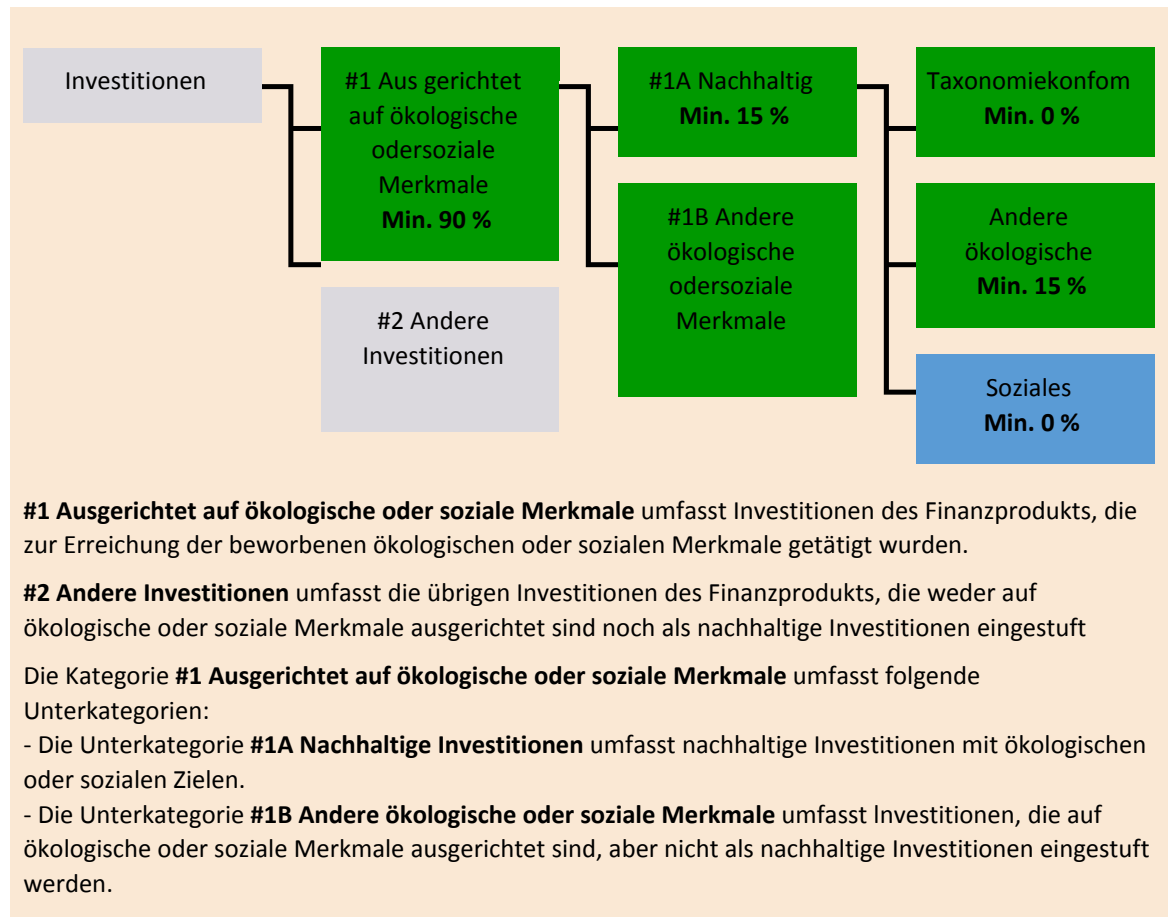 Investitionen
#1 Aus gerichtet
auf ökologische
odersoziale
Merkmale
Min. 90 %
#2 Andere
Investitionen
#1A Nachhaltig
Min. 15 %
#1B Andere
ökologische
odersoziale
Merkmale
Taxonomiekonfom
Min. 0 %
Andere
ökologische
Min. 15 %
Soziales
Min. 0 %
#1 Ausgerichtet auf ökologische oder soziale Merkmale umfasst Investitionen des Finanzprodukts, die
zur Erreichung der beworbenen ökologischen oder sozialen Merkmale getätigt wurden.
#2 Andere Investitionen umfasst die übrigen Investitionen des Finanzprodukts, die weder auf
ökologische oder soziale Merkmale ausgerichtet sind noch als nachhaltige Investitionen eingestuft
Die Kategorie #1 Ausgerichtet auf ökologische oder soziale Merkmale umfasst folgende
Unterkategorien:
- Die Unterkategorie #1A Nachhaltige Investitionen umfasst nachhaltige Investitionen mit ökologischen
oder sozialen Zielen.
- Die Unterkategorie #1B Andere ökologische oder soziale Merkmale umfasst lnvestitionen, die auf
ökologische oder soziale Merkmale ausgerichtet sind, aber nicht als nachhaltige Investitionen eingestuft
werden.